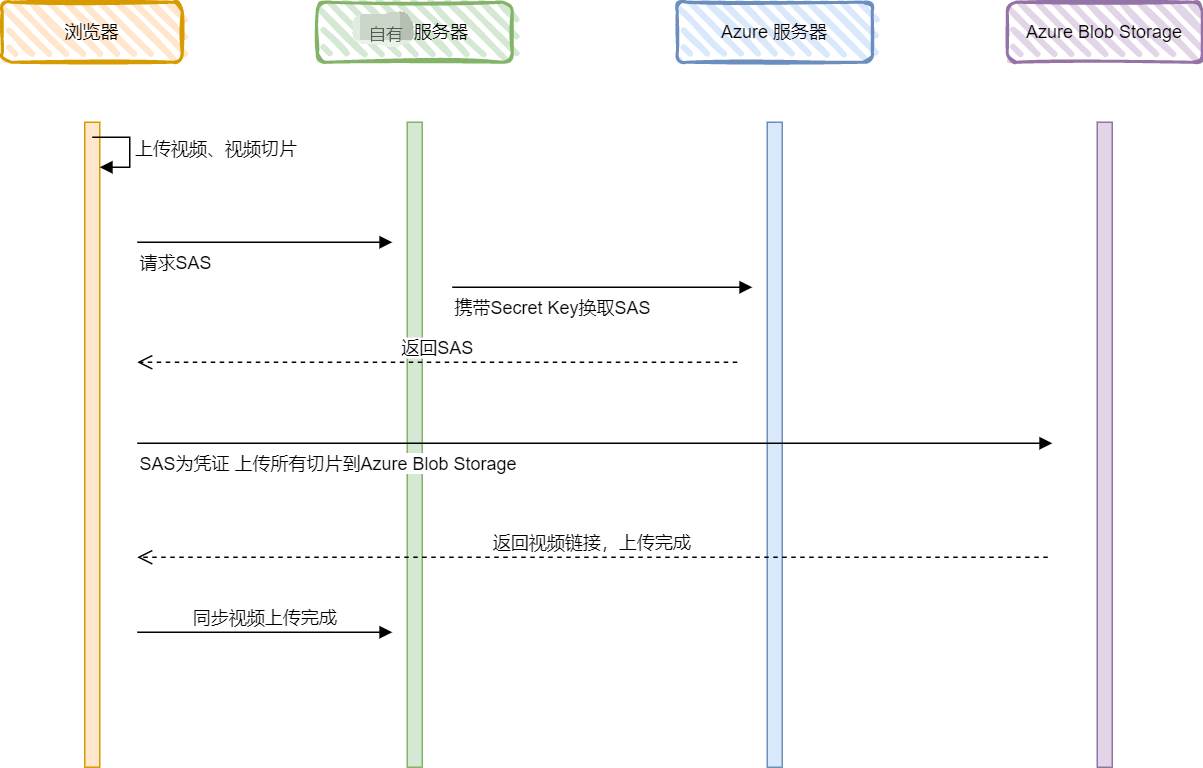 浏览器
自有 服务器
Azure 服务器
Azure Blob Storage
上传视频、视频切片
请求SAS
携带Secret Key换取SAS
返回SAS
SAS为凭证 上传所有切片到Azure Blob Storage
返回视频链接，上传完成
同步视频上传完成